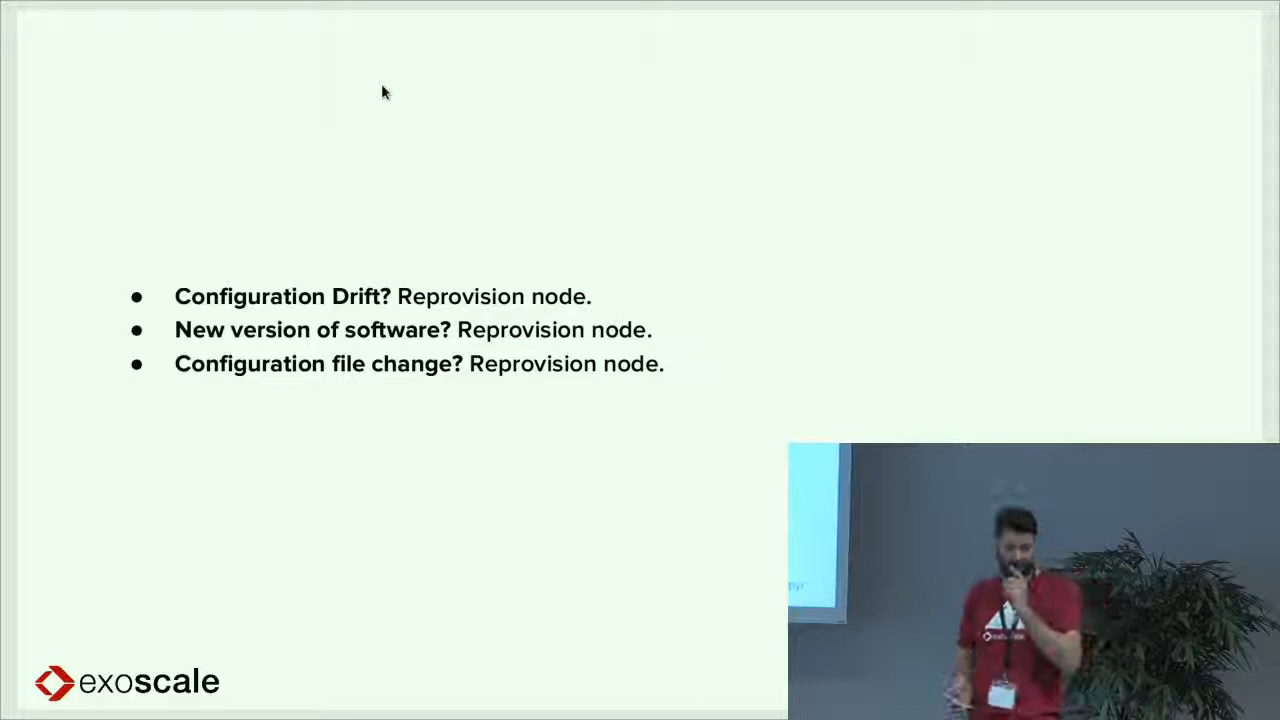 ● Configuration Drift? Reprovision node.
● New version of software? Reprovision node.
● Configuration file change? Reprovision node.
exoscale